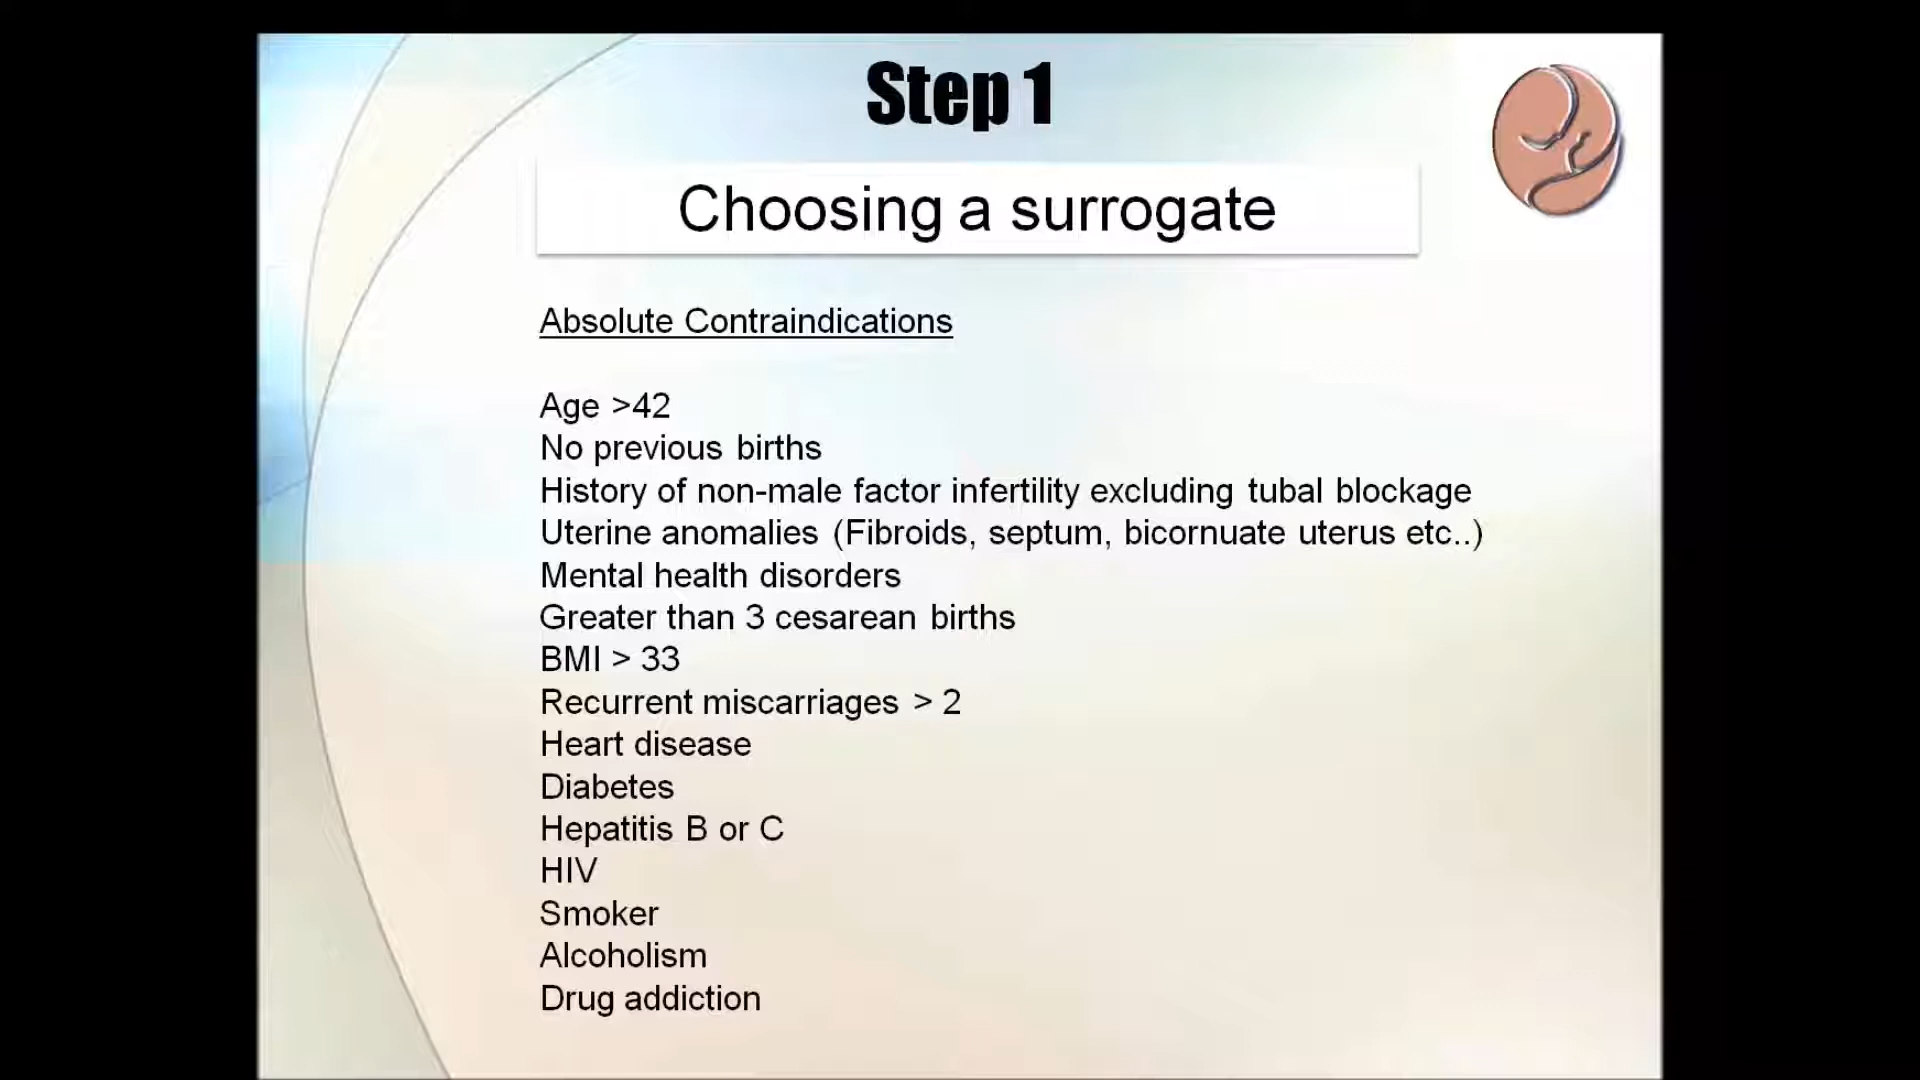 Step 1
Choosing a surrogate
Absolute Contraindications
Age >42
No previous births
History of non-male factor infertility excluding tubal blockage
Uterine anomalies (Fibroids, septum, bicornuate uterus etc..)
Mental health disorders
Greater than 3 cesarean births
BMI > 33
Recurrent miscarriages > 2
Heart disease
Diabetes
Hepatitis B or C
HIV
Smoker
Alcoholism
Drug addiction